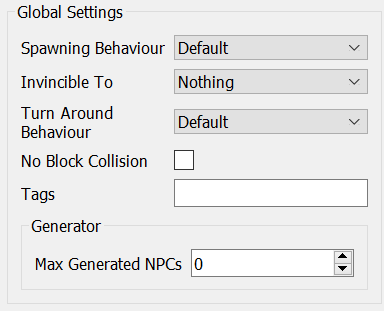 Global Settings
Spawning Behaviour Default
Invincible To Nothing
Turn Around
Behaviour Default
No Block Collision
Tags
Generator
Max Generated NPCs 0